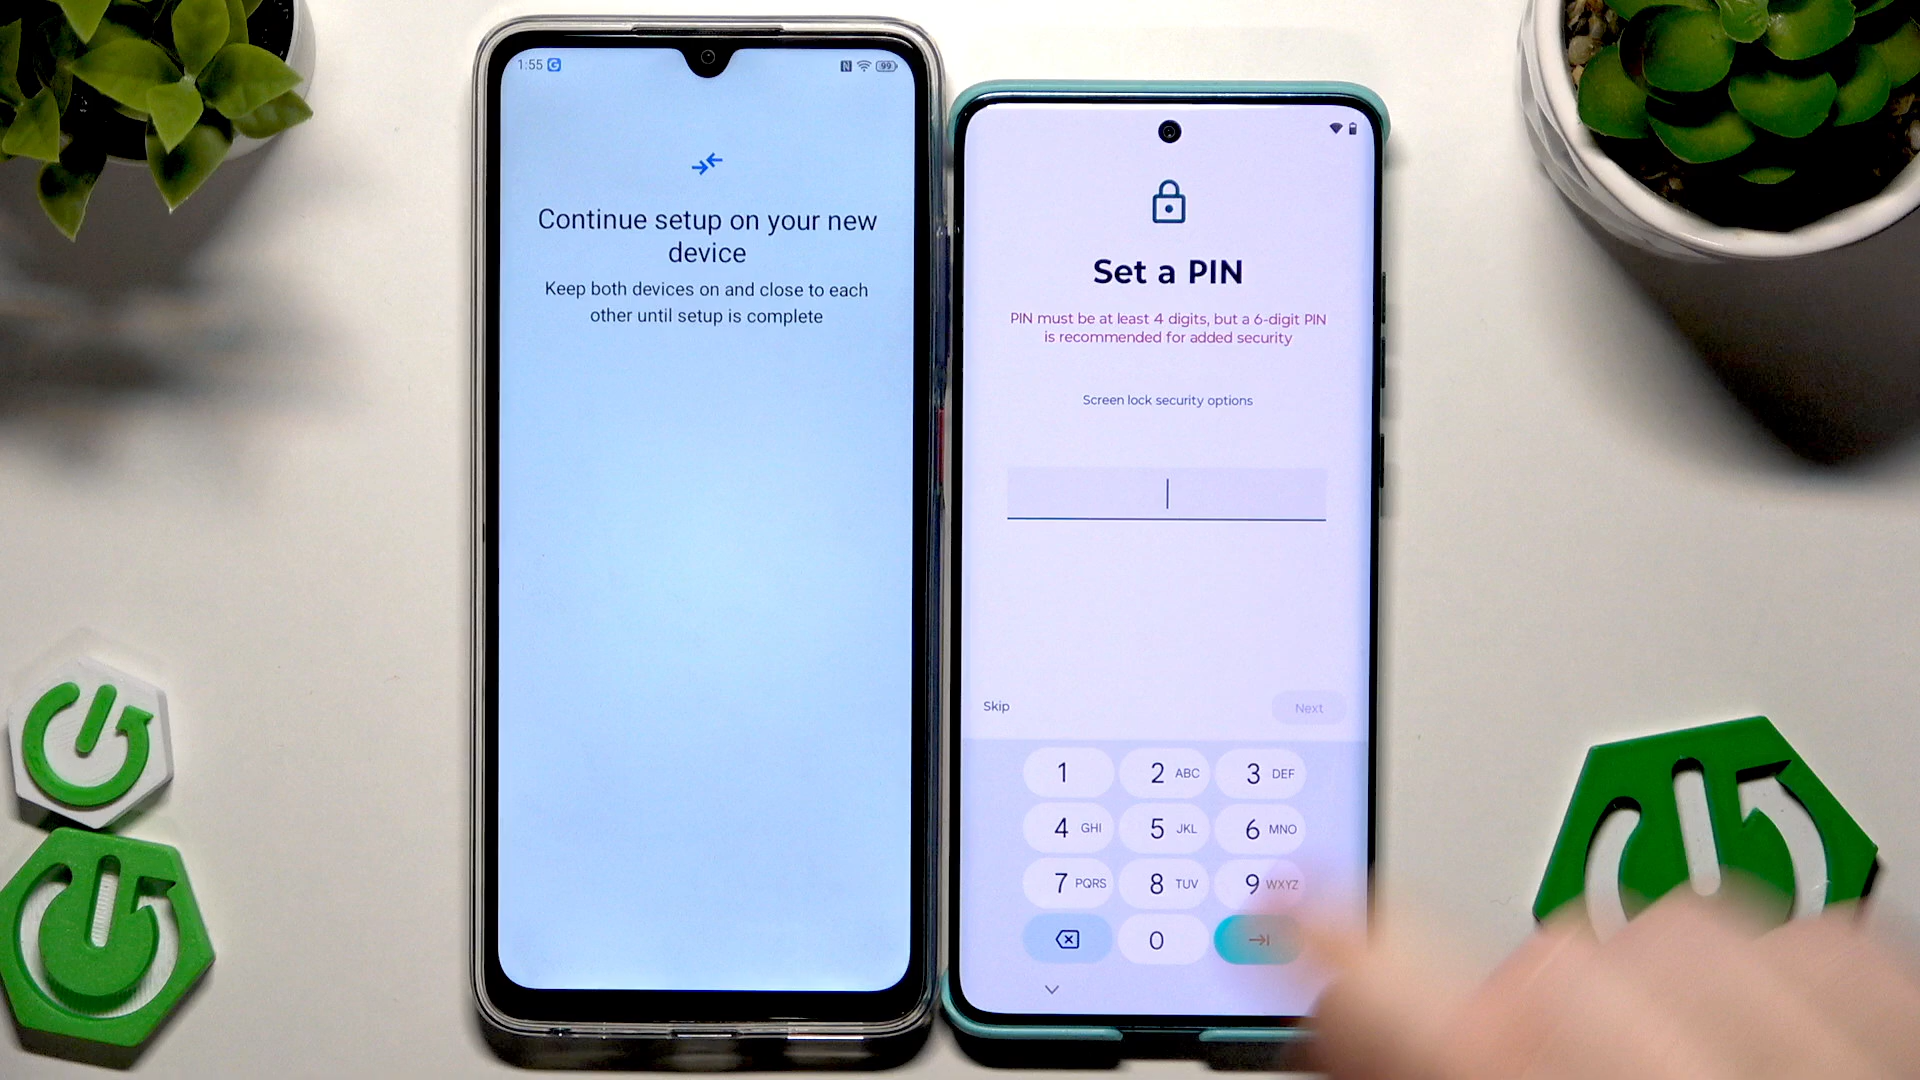 1:55
99
Continue setup on your new
device
Keep both devices on and close to each
other until setup is complete
Set a PIN
PIN must be at least 4 digits, but a 6-digit PIN
is recommended for added security
Screen lock security options
Skip
Next
1
2 ABC
3 DEF
4 GHI
5 JKL
6 MNO
7 PQRS
8 TUV
9 WXYZ
0